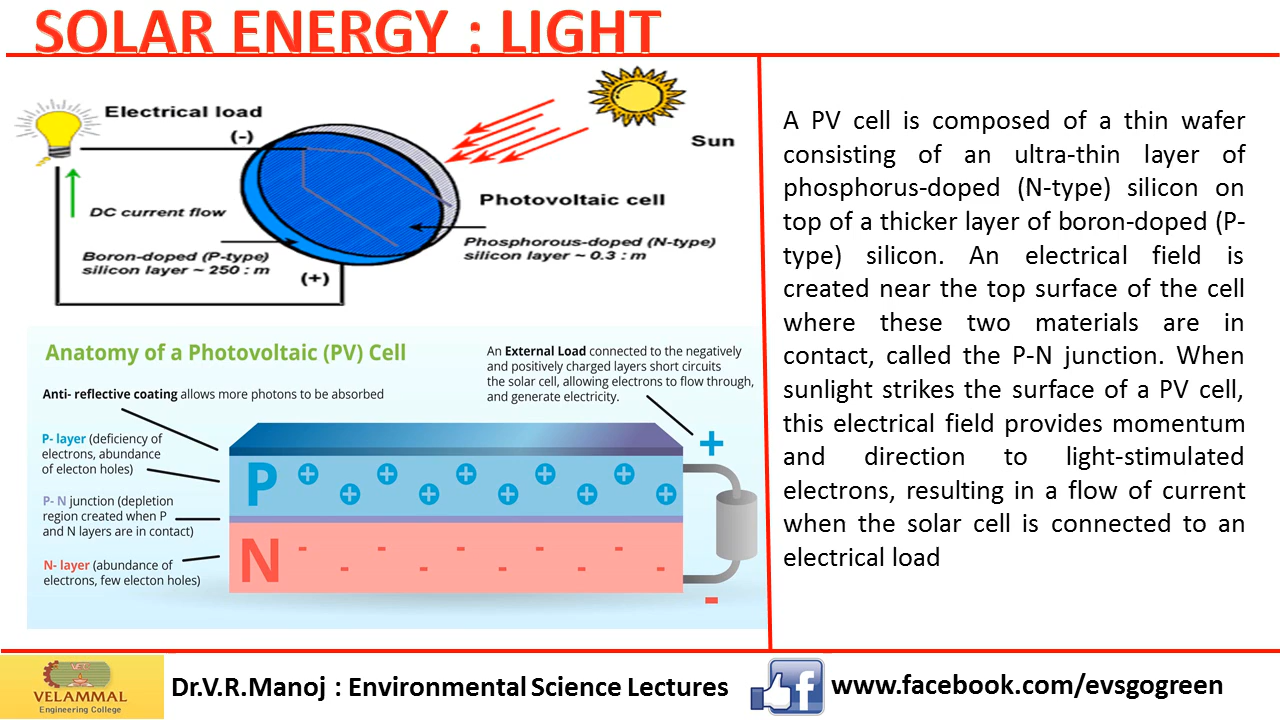 SOLAR ENERGY : LIGHT
Electrical load
(-)
Sun
DC current flow
Photovoltaic cell
Boron-doped (P-type)
silicon layer ~ 250 : m
Phosphorous-doped (N-type)
silicon layer ~ 0.3 : m
(+)
Anatomy of a Photovoltaic (PV) Cell
An External Load connected to the negatively
and positively charged layers short circuits
the solar cell, allowing electrons to flow through,
and generate electricity.
Anti- reflective coating allows more photons to be absorbed
P- layer (deficiency of
electrons, abundance
of electon holes)
P- N junction (depletion
region created when P
and N layers are in contact)
N- layer (abundance of
electrons, few electon holes)
P
N
+
-
A PV cell is composed of a thin wafer
consisting of an ultra-thin layer of
phosphorus-doped (N-type) silicon on
top of a thicker layer of boron-doped (P-
type) silicon. An electrical field is
created near the top surface of the cell
where these two materials are in
contact, called the P-N junction. When
sunlight strikes the surface of a PV cell,
this electrical field provides momentum
and direction to light-stimulated
electrons, resulting in a flow of current
when the solar cell is connected to an
electrical load
VEC
VELAMMAL
Engineering College
Dr.V.R.Manoj : Environmental Science Lectures
www.facebook.com/evsgogreen